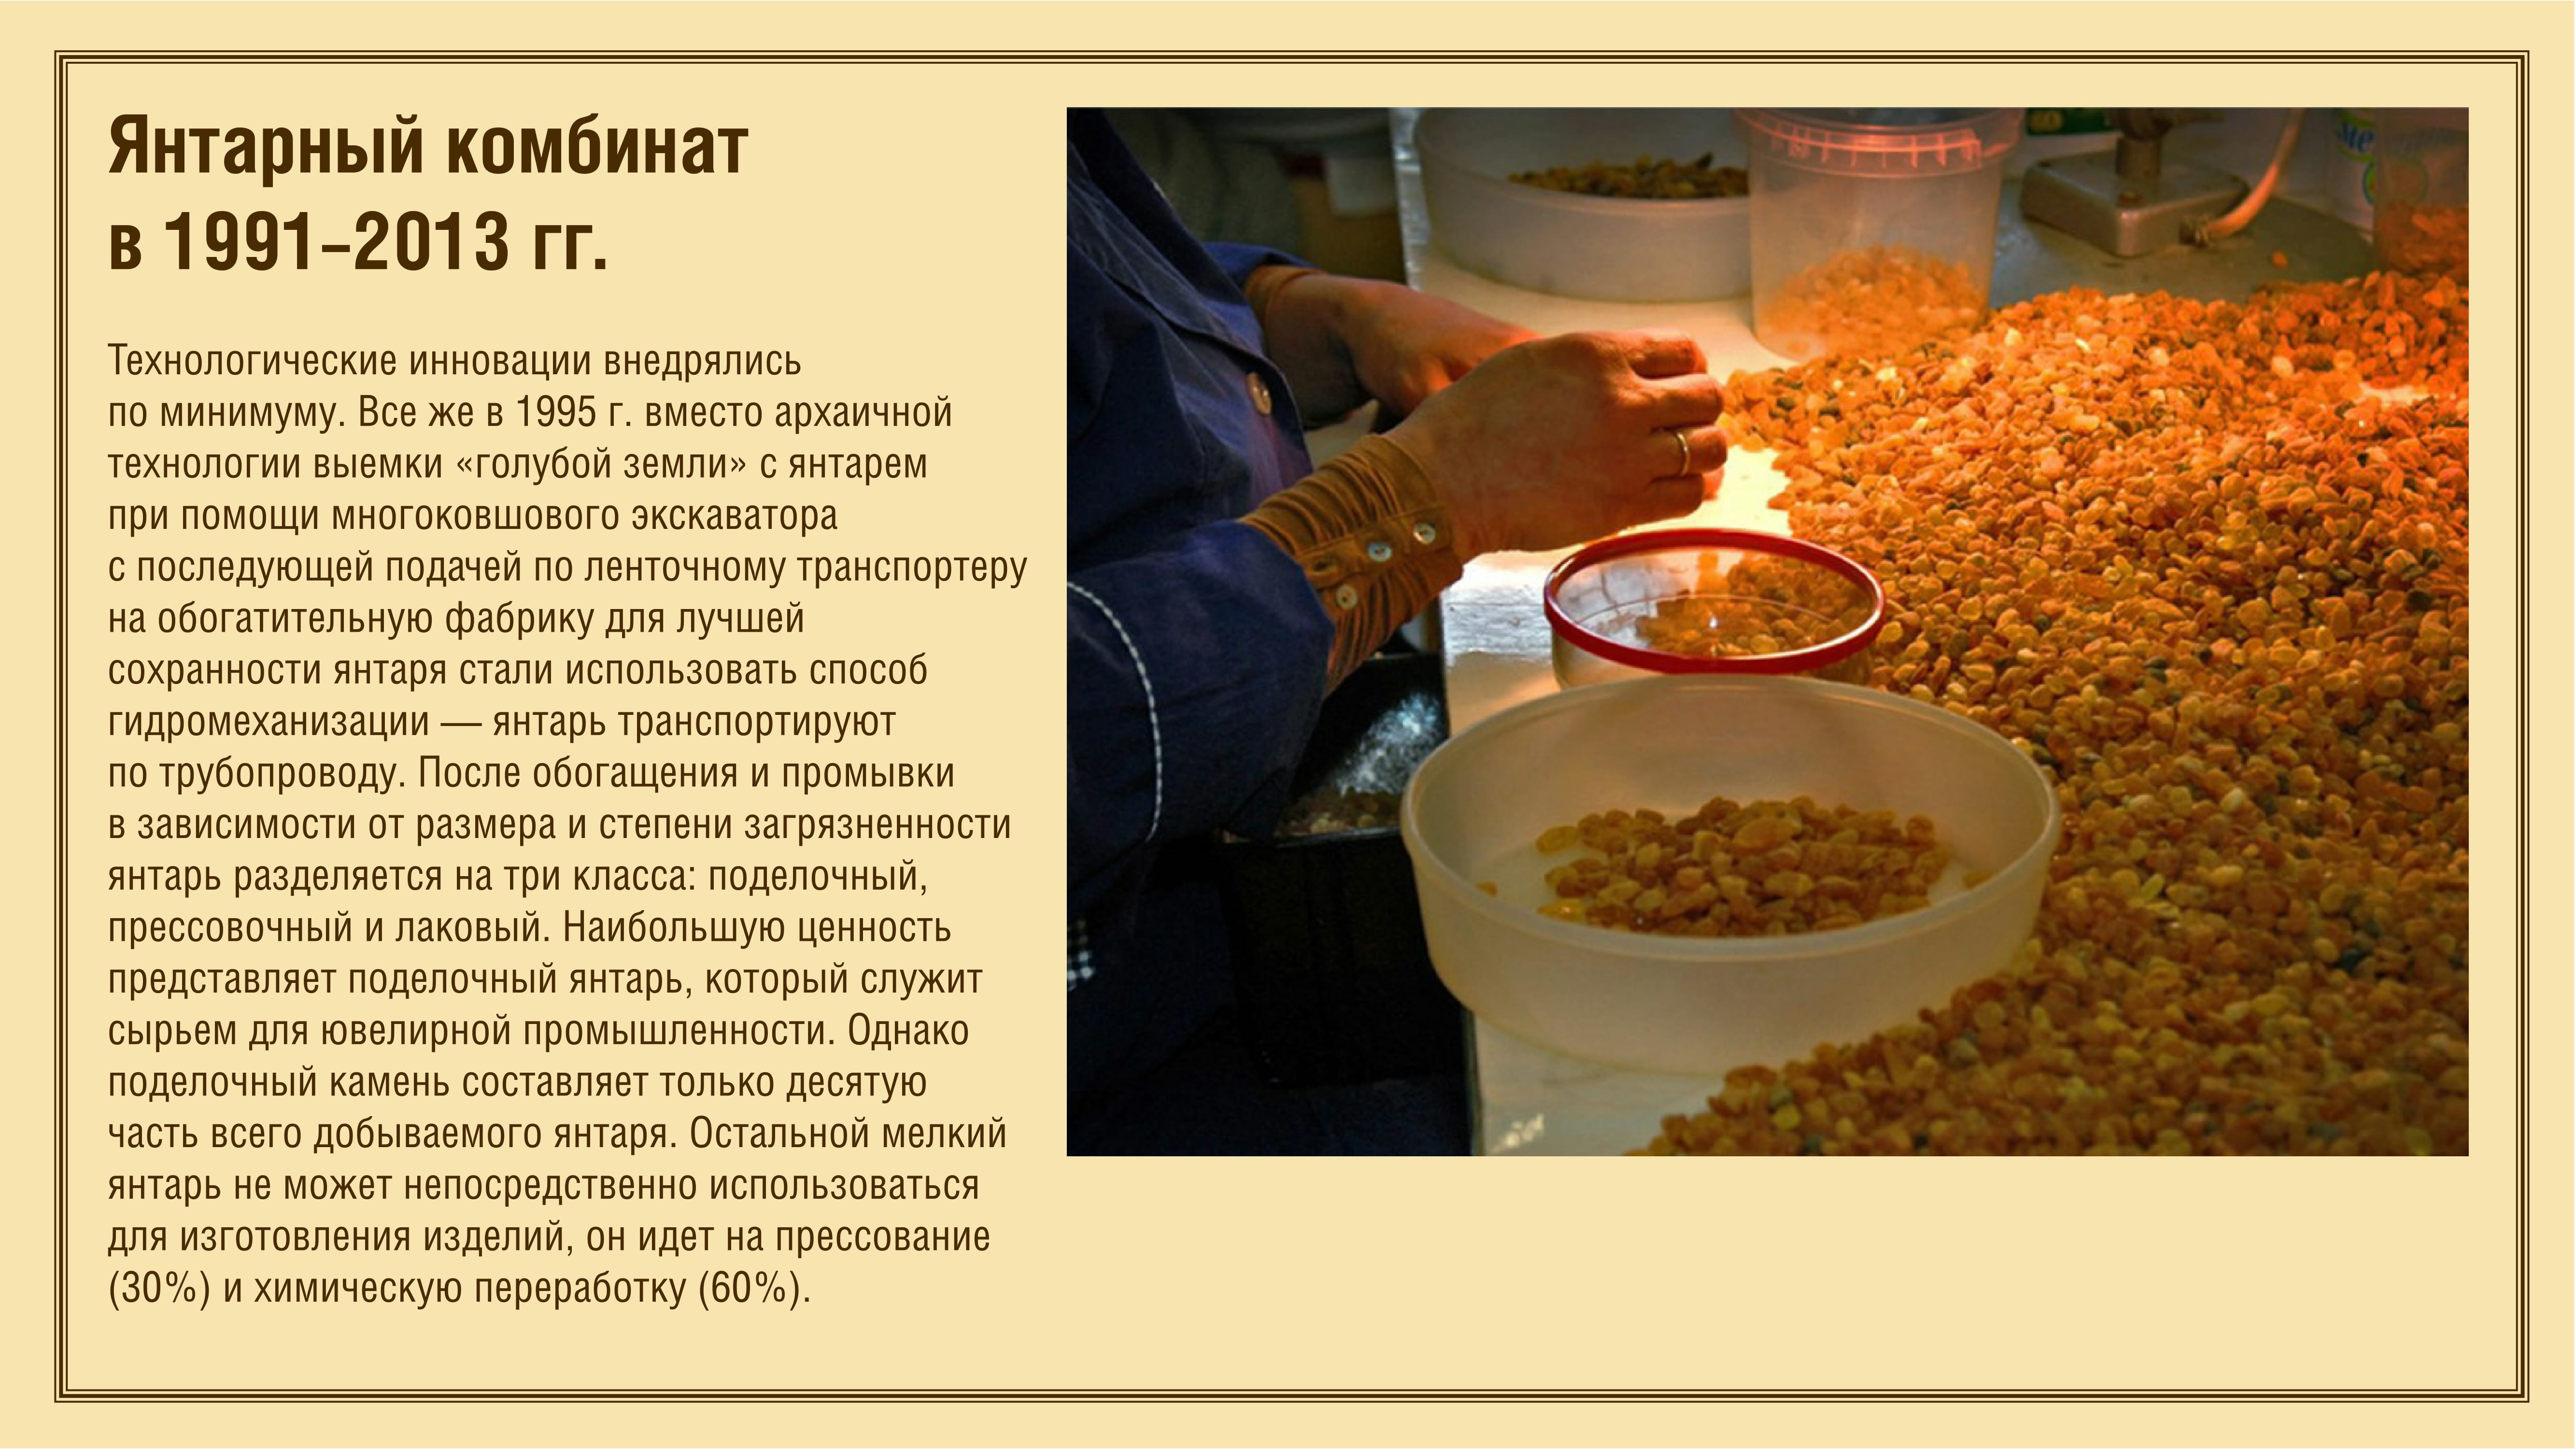 Янтарный комбинат
в 1991–2013 гг.
Технологические инновации внедрялись
по минимуму. Все же в 1995 г. вместо архаичной
технологии выемки «голубой земли» с янтарем
при помощи многоковшового экскаватора
с последующей подачей по ленточному транспортеру
на обогатительную фабрику для лучшей
сохранности янтаря стали использовать способ
гидромеханизации — янтарь транспортируют
по трубопроводу. После обогащения и промывки
в зависимости от размера и степени загрязненности
янтарь разделяется на три класса: поделочный,
прессовочный и лаковый. Наибольшую ценность
представляет поделочный янтарь, который служит
сырьем для ювелирной промышленности. Однако
поделочный камень составляет только десятую
часть всего добываемого янтаря. Остальной мелкий
янтарь не может непосредственно использоваться
для изготовления изделий, он идет на прессование
(30%) и химическую переработку (60%).